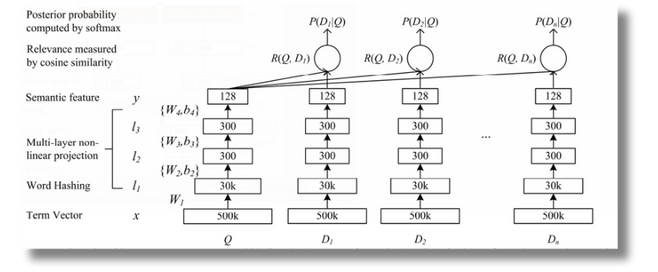 Posterior probability
computed by softmax
P(D1|Q) P(D2|Q) P(Dn|Q)
Relevance measured
by cosine similarity
R(Q, D1) R(Q, D2) R(Q, Dn)
Semantic feature y 128 128 128 128
{W4,b4}
l3 300 300 300 300
{W3,b3}
Multi-layer non-
linear projection
...
l2 300 300 300 300
{W2,b2}
Word Hashing l1 30k 30k 30k 30k
W1
Term Vector x 500k 500k 500k 500k
Q D1 D2 Dn